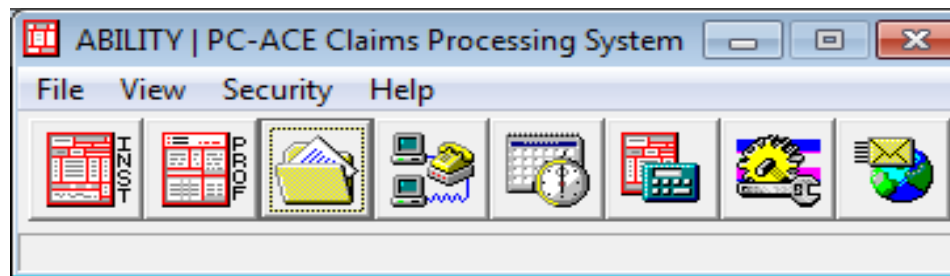 ABILITY | PC-ACE Claims Processing System
File View Security Help
INST PROF